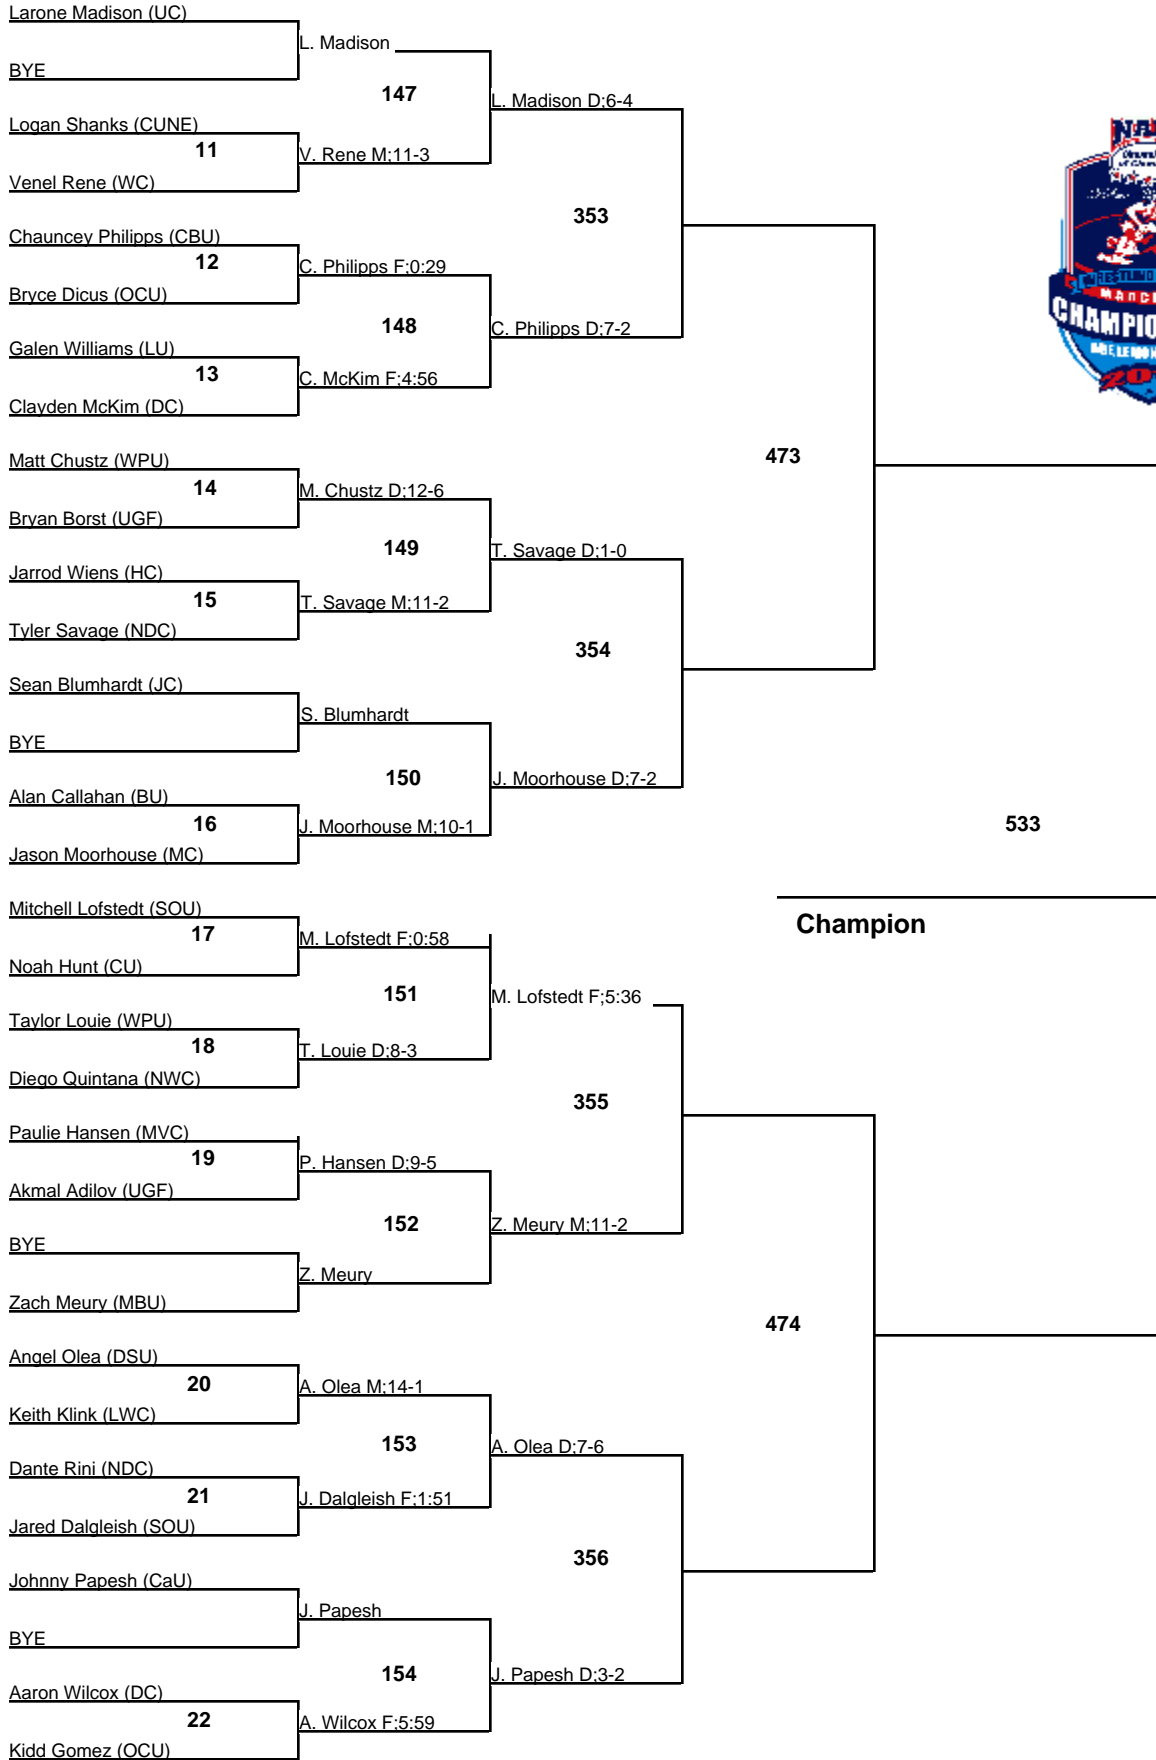 Larone Madison (UC)
L. Madison
BYE
147
L. Madison D;6-4
Logan Shanks (CUNE)
11
V. Rene M;11-3
Venel Rene (WC)
353
Chauncey Philipps (CBU)
12
C. Philipps F;0:29
Bryce Dicus (OCU)
148
C. Philipps D;7-2
Galen Williams (LU)
13
C. McKim F;4:56
Clayden McKim (DC)
473
Matt Chustz (WPU)
14
M. Chustz D;12-6
Bryan Borst (UGF)
149
T. Savage D;1-0
Jarrod Wiens (HC)
15
T. Savage M;11-2
Tyler Savage (NDC)
354
Sean Blumhardt (JC)
S. Blumhardt
BYE
150
J. Moorhouse D;7-2
Alan Callahan (BU)
16
J. Moorhouse M;10-1
533
Jason Moorhouse (MC)
Mitchell Lofstedt (SOU)
Champion
17
M. Lofstedt F;0:58
Noah Hunt (CU)
151
M. Lofstedt F;5:36
Taylor Louie (WPU)
18
T. Louie D;8-3
Diego Quintana (NWC)
355
Paulie Hansen (MVC)
19
P. Hansen D;9-5
Akmal Adilov (UGF)
152
Z. Meury M;11-2
BYE
Z. Meury
Zach Meury (MBU)
474
Angel Olea (DSU)
20
A. Olea M;14-1
Keith Klink (LWC)
153
A. Olea D;7-6
Dante Rini (NDC)
21
J. Dalgleish F;1:51
Jared Dalgleish (SOU)
356
Johnny Papesh (CaU)
J. Papesh
BYE
154
J. Papesh D;3-2
Aaron Wilcox (DC)
22
A. Wilcox F;5:59
Kidd Gomez (OCU)